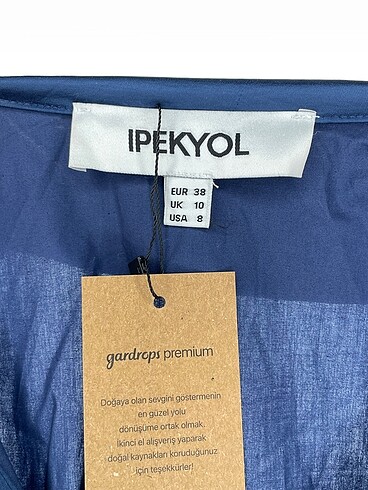 IPEKYOL
EUR 38
UK 10
USA 8
gardrops premium
Doğaya olan sevgini göstermenin
en güzel yolu
dönüşüme ortak olmak.
İkinci el alışveriş yaparak
doğal kaynakları koruduğunuz
için teşekkürler!